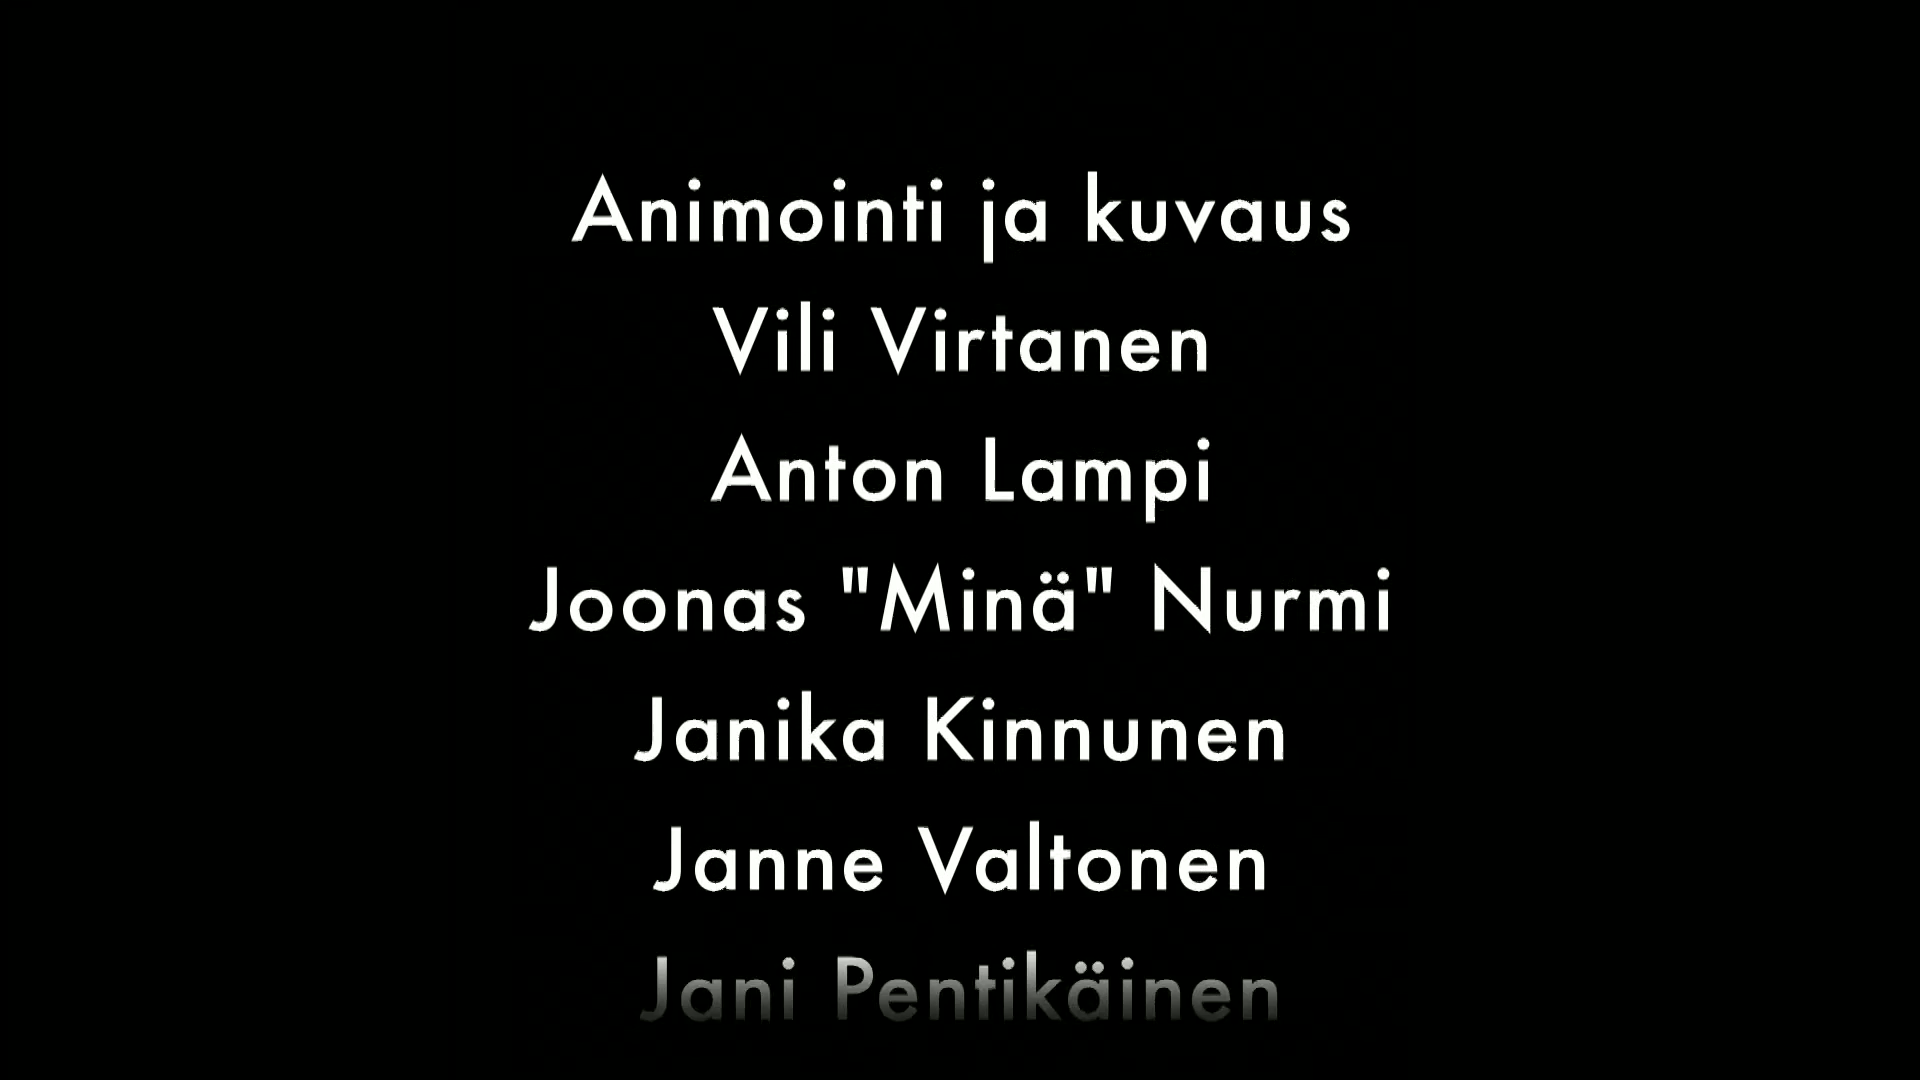 Animointi ja kuvaus
Vili Virtanen
Anton Lampi
Joonas "Minä" Nurmi
Janika Kinnunen
Janne Valtonen
Jani Pentikäinen